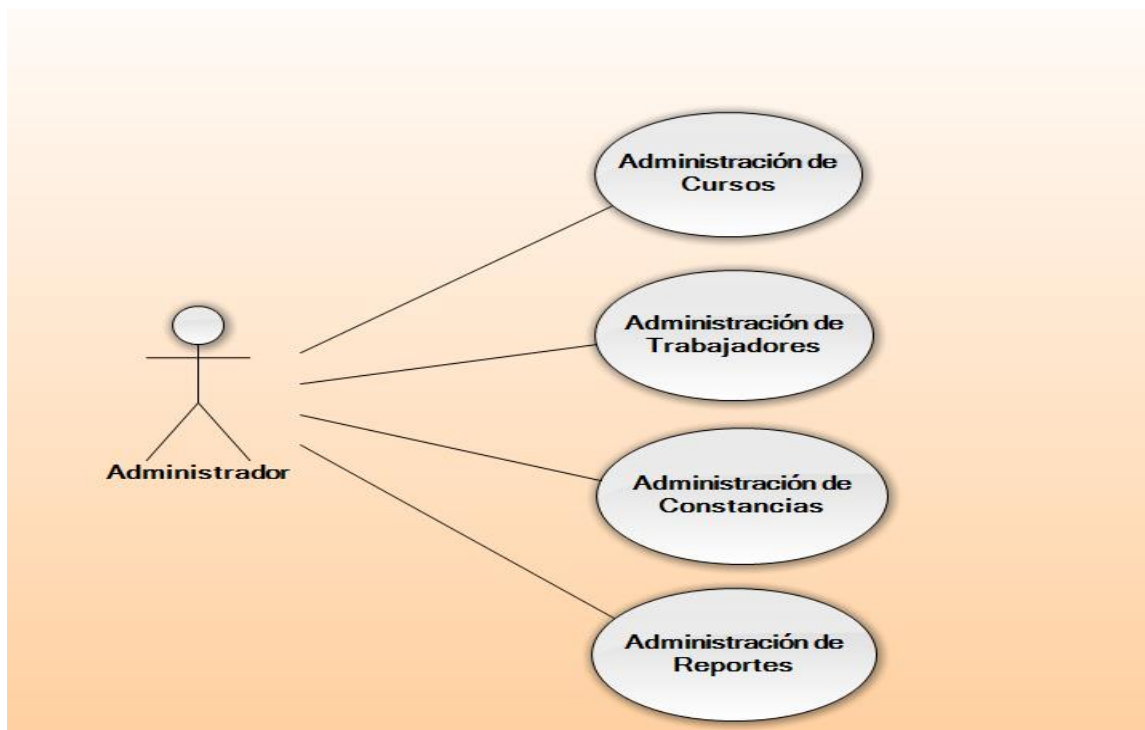 Administración de
Cursos
Administración de
Trabajadores
Administrador
Administración de
Constancias
Administración de
Reportes